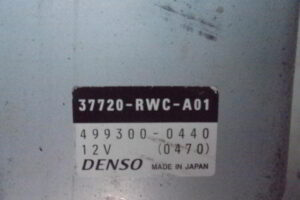 37720-RWC-A01
499300-0440
12V (0470)
DENSO MADE IN JAPAN